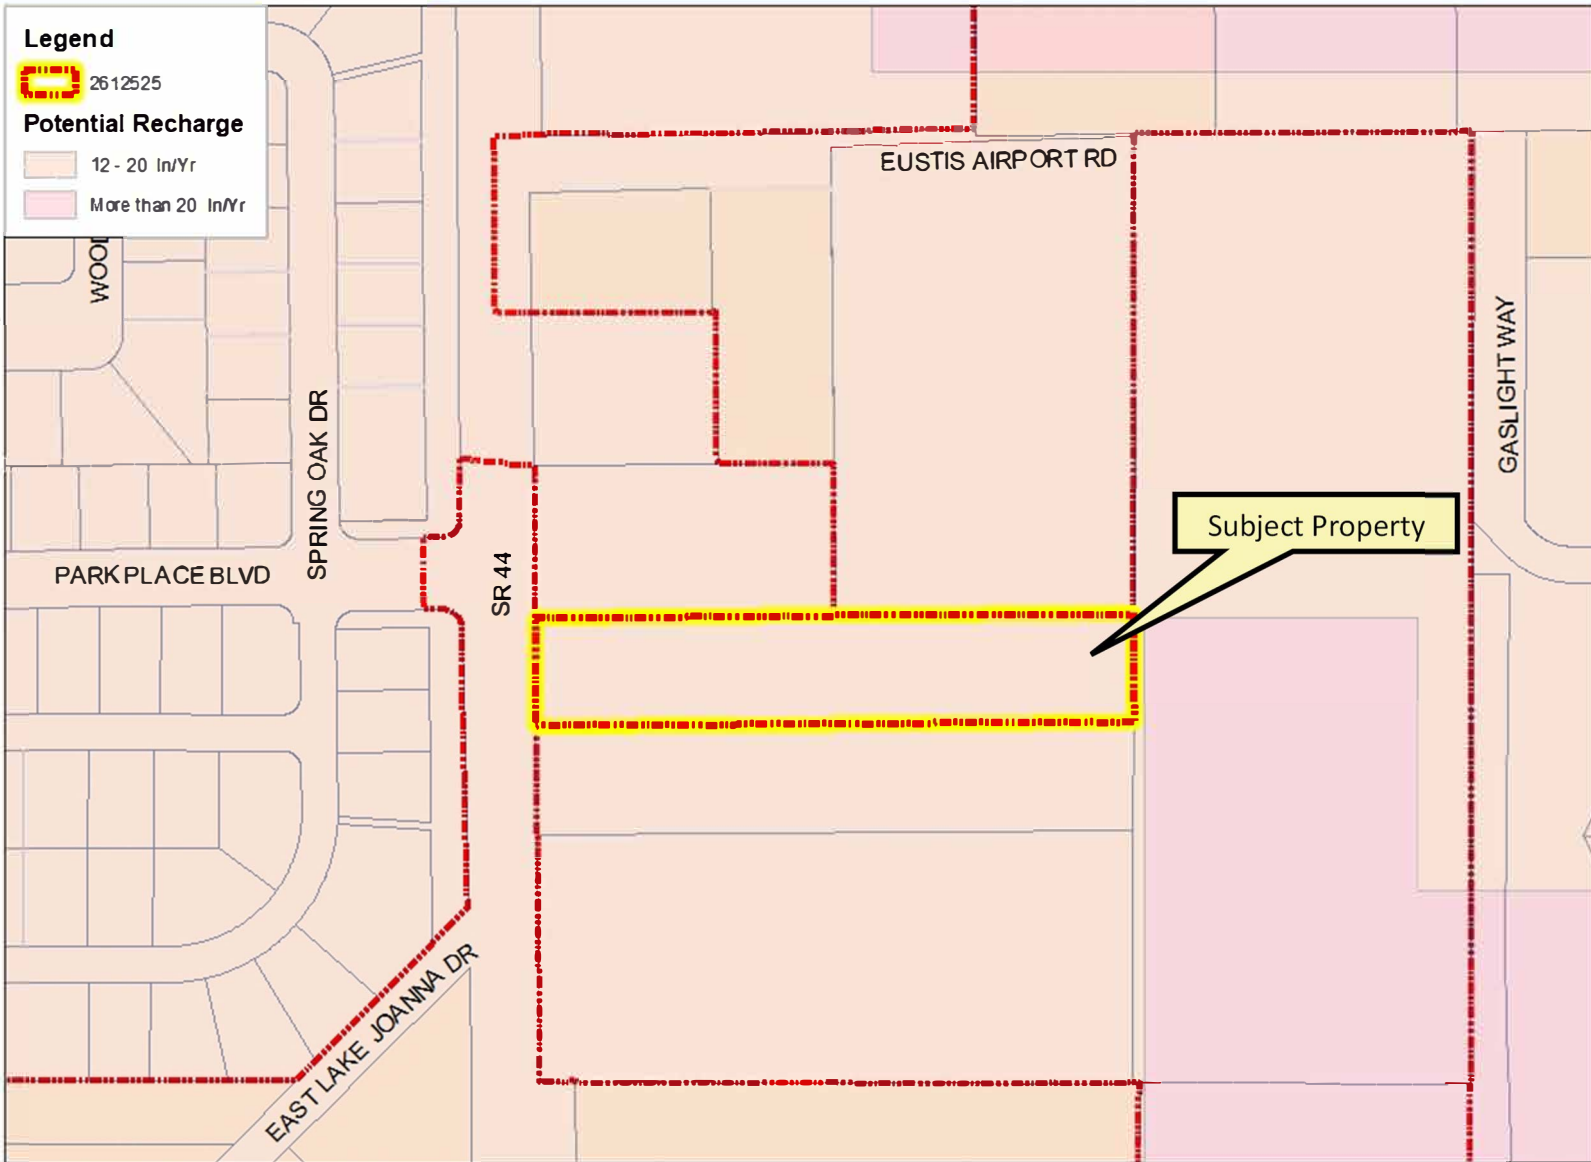 Legend
2612525
Potential Recharge
12 - 20 In/Yr
More than 20 In/Yr
EUSTIS AIRPORT RD
SPRING OAK DR
GASLIGHT WAY
Subject Property
PARK PLACE BLVD
SR 44
EAST LAKE JOANNA DR